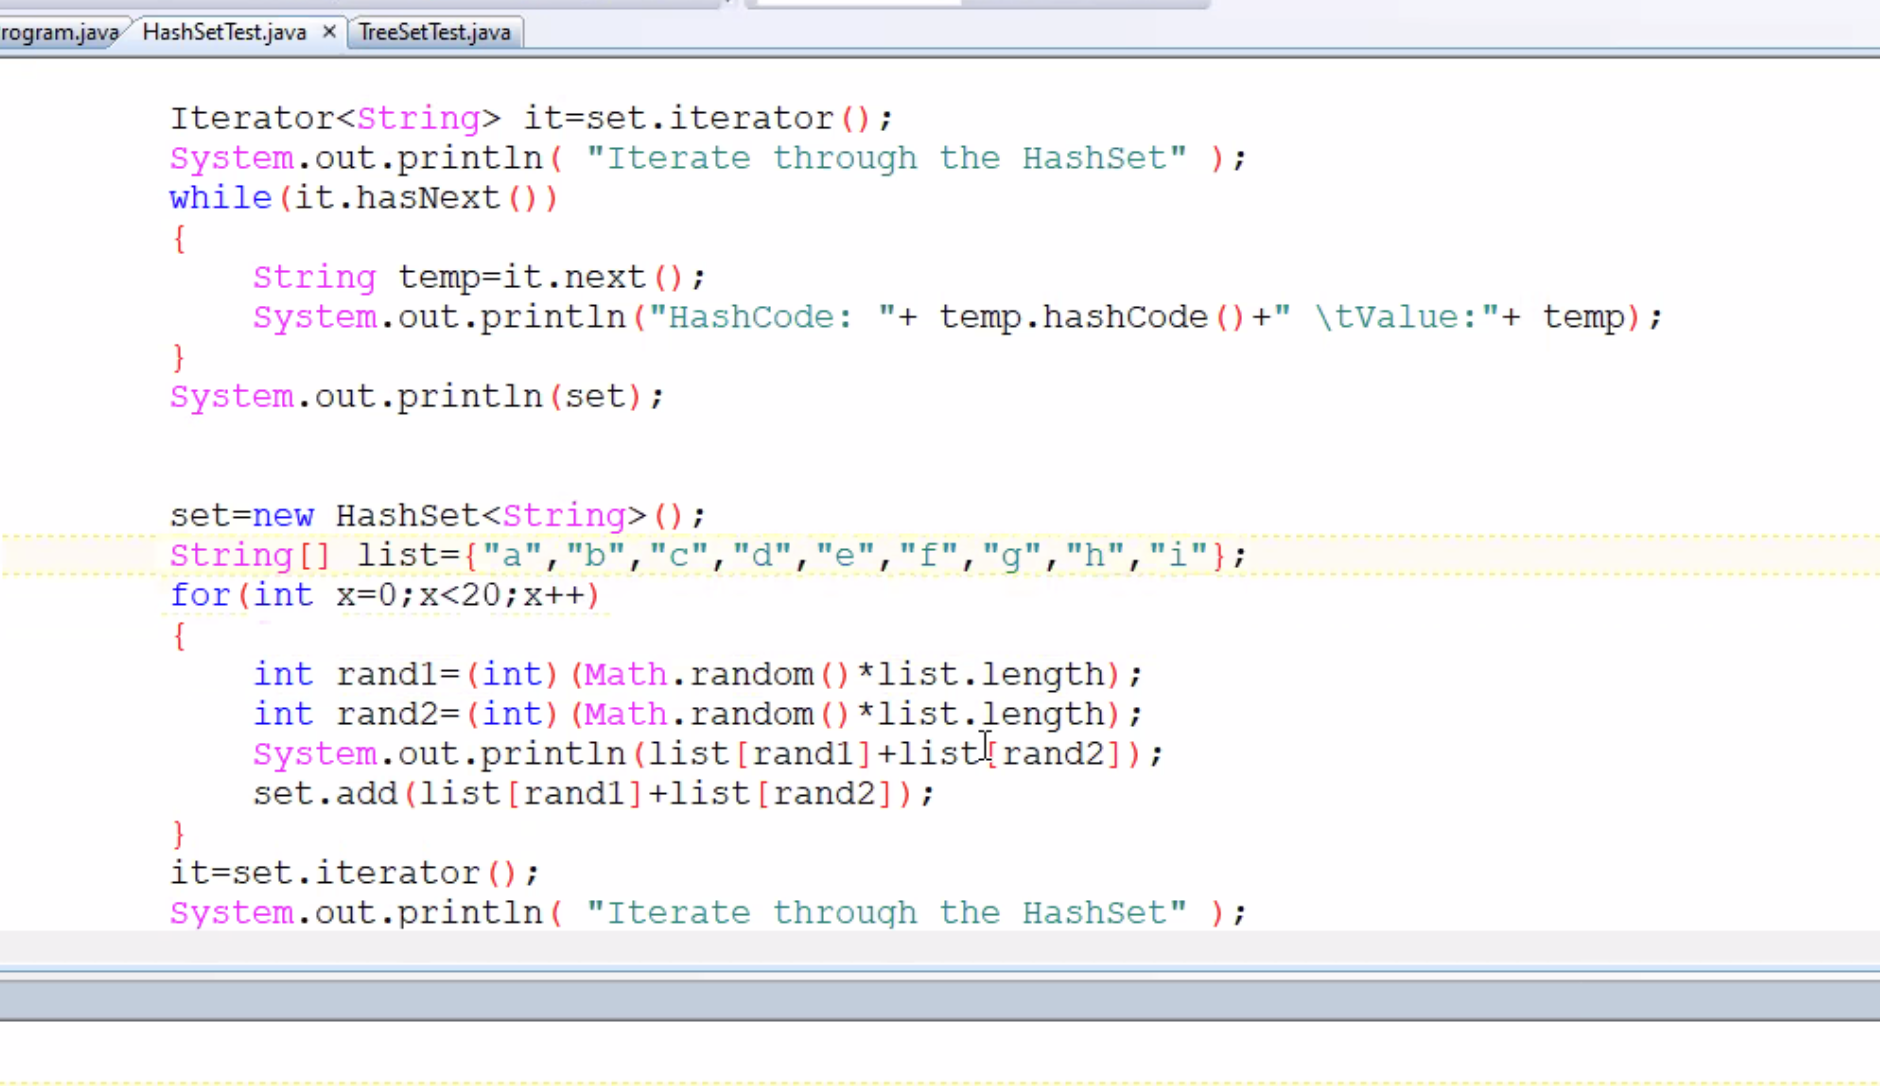 rogram.java HashSetTest.java × TreeSetTest.java
Iterator<String> it=set.iterator();
System.out.println( "Iterate through the HashSet" );
while(it.hasNext())
{
    String temp=it.next();
    System.out.println("HashCode: "+ temp.hashCode()+" \tValue:"+ temp);
}
System.out.println(set);
set=new HashSet<String>();
String[] list={"a","b","c","d","e","f","g","h","i"};
for(int x=0;x<20;x++)
{
    int rand1=(int)(Math.random()*list.length);
    int rand2=(int)(Math.random()*list.length);
    System.out.println(list[rand1]+list[rand2]);
    set.add(list[rand1]+list[rand2]);
}
it=set.iterator();
System.out.println( "Iterate through the HashSet" );